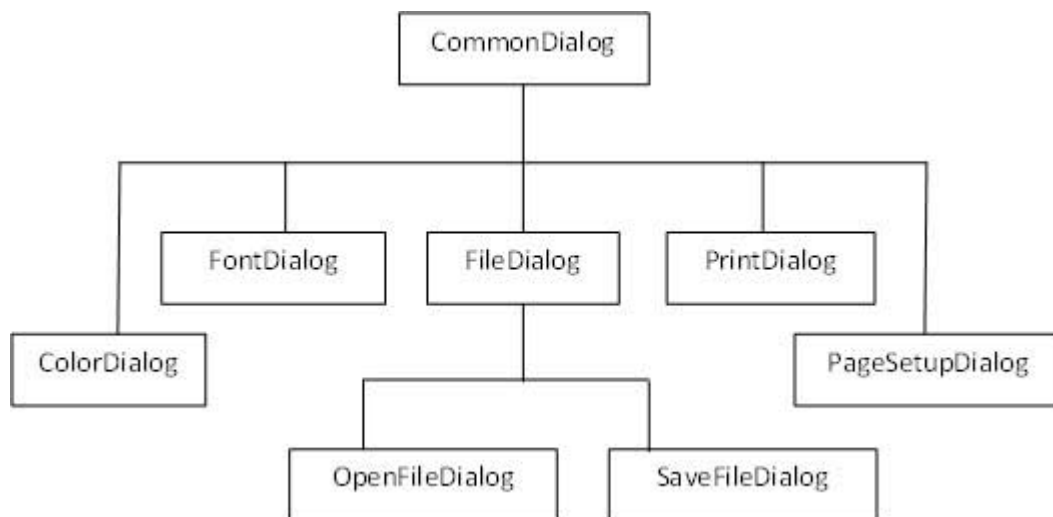 CommonDialog
FontDialog
FileDialog
PrintDialog
ColorDialog
PageSetupDialog
OpenFileDialog
SaveFileDialog